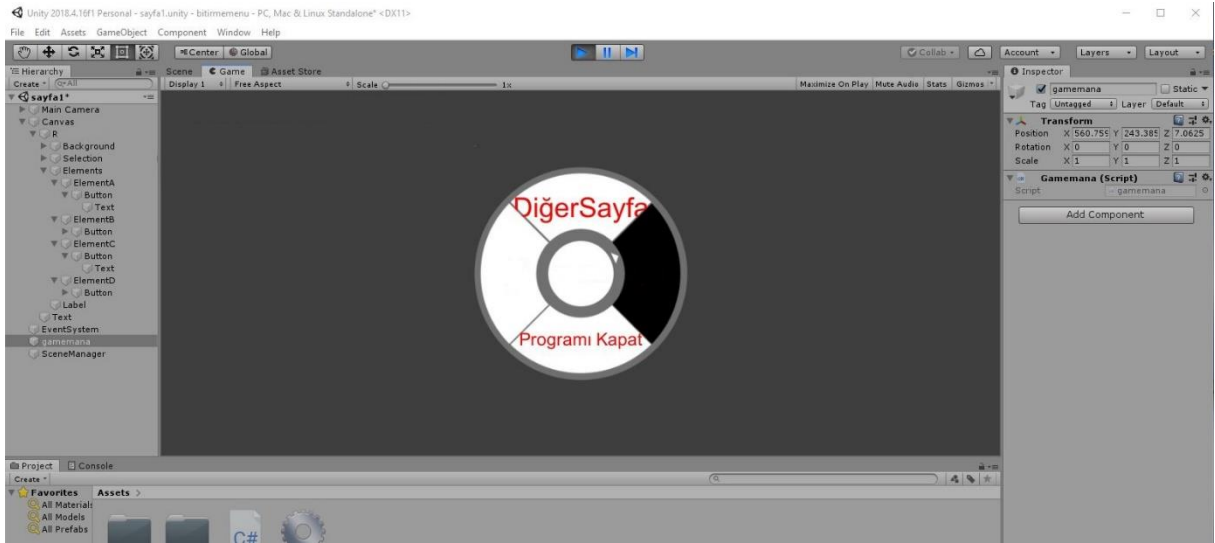 Unity 2018.4.16f1 Personal - sayfa1.unity - bitirmemenu - PC, Mac & Linux Standalone* <DX11>
File Edit Assets GameObject Component Window Help
Center Global
Collab
Account Layers Layout
Hierarchy
Create All
sayfa1*
Main Camera
Canvas
R
Background
Selection
Elements
ElementA
Button
Text
ElementB
Button
ElementC
Button
Text
ElementD
Button
Label
Text
EventSystem
gamemana
SceneManager
Scene Game Asset Store
Display 1 Free Aspect Scale 1x Maximize On Play Mute Audio Stats Gizmos
DiğerSayfa
Programı Kapat
Inspector
gamemana Static
Tag Untagged Layer Default
Transform
Position X 560.759 Y 243.385 Z 7.0625
Rotation X 0 Y 0 Z 0
Scale X 1 Y 1 Z 1
Gamemana (Script)
Script gamemana
Add Component
Project Console
Create
Favorites
All Materials
All Models
All Prefabs
Assets
C#